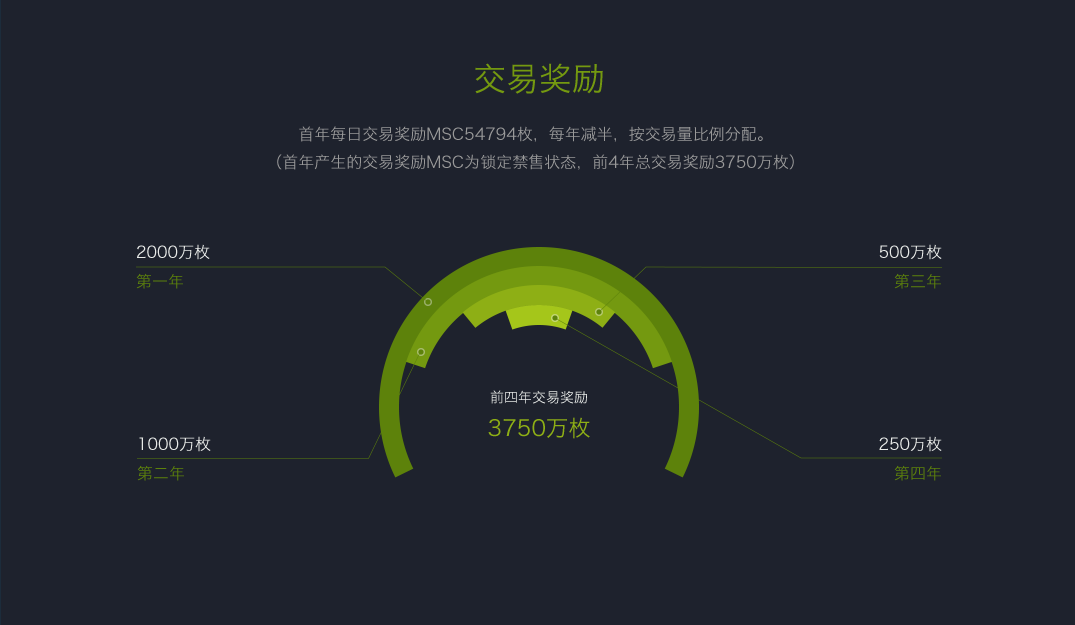 交易奖励
首年每日交易奖励MSC54794枚，每年减半，按交易量比例分配。
（首年产生的交易奖励MSC为锁定禁售状态，前4年总交易奖励3750万枚）
2000万枚
第一年
500万枚
第三年
前四年交易奖励
3750万枚
1000万枚
第二年
250万枚
第四年